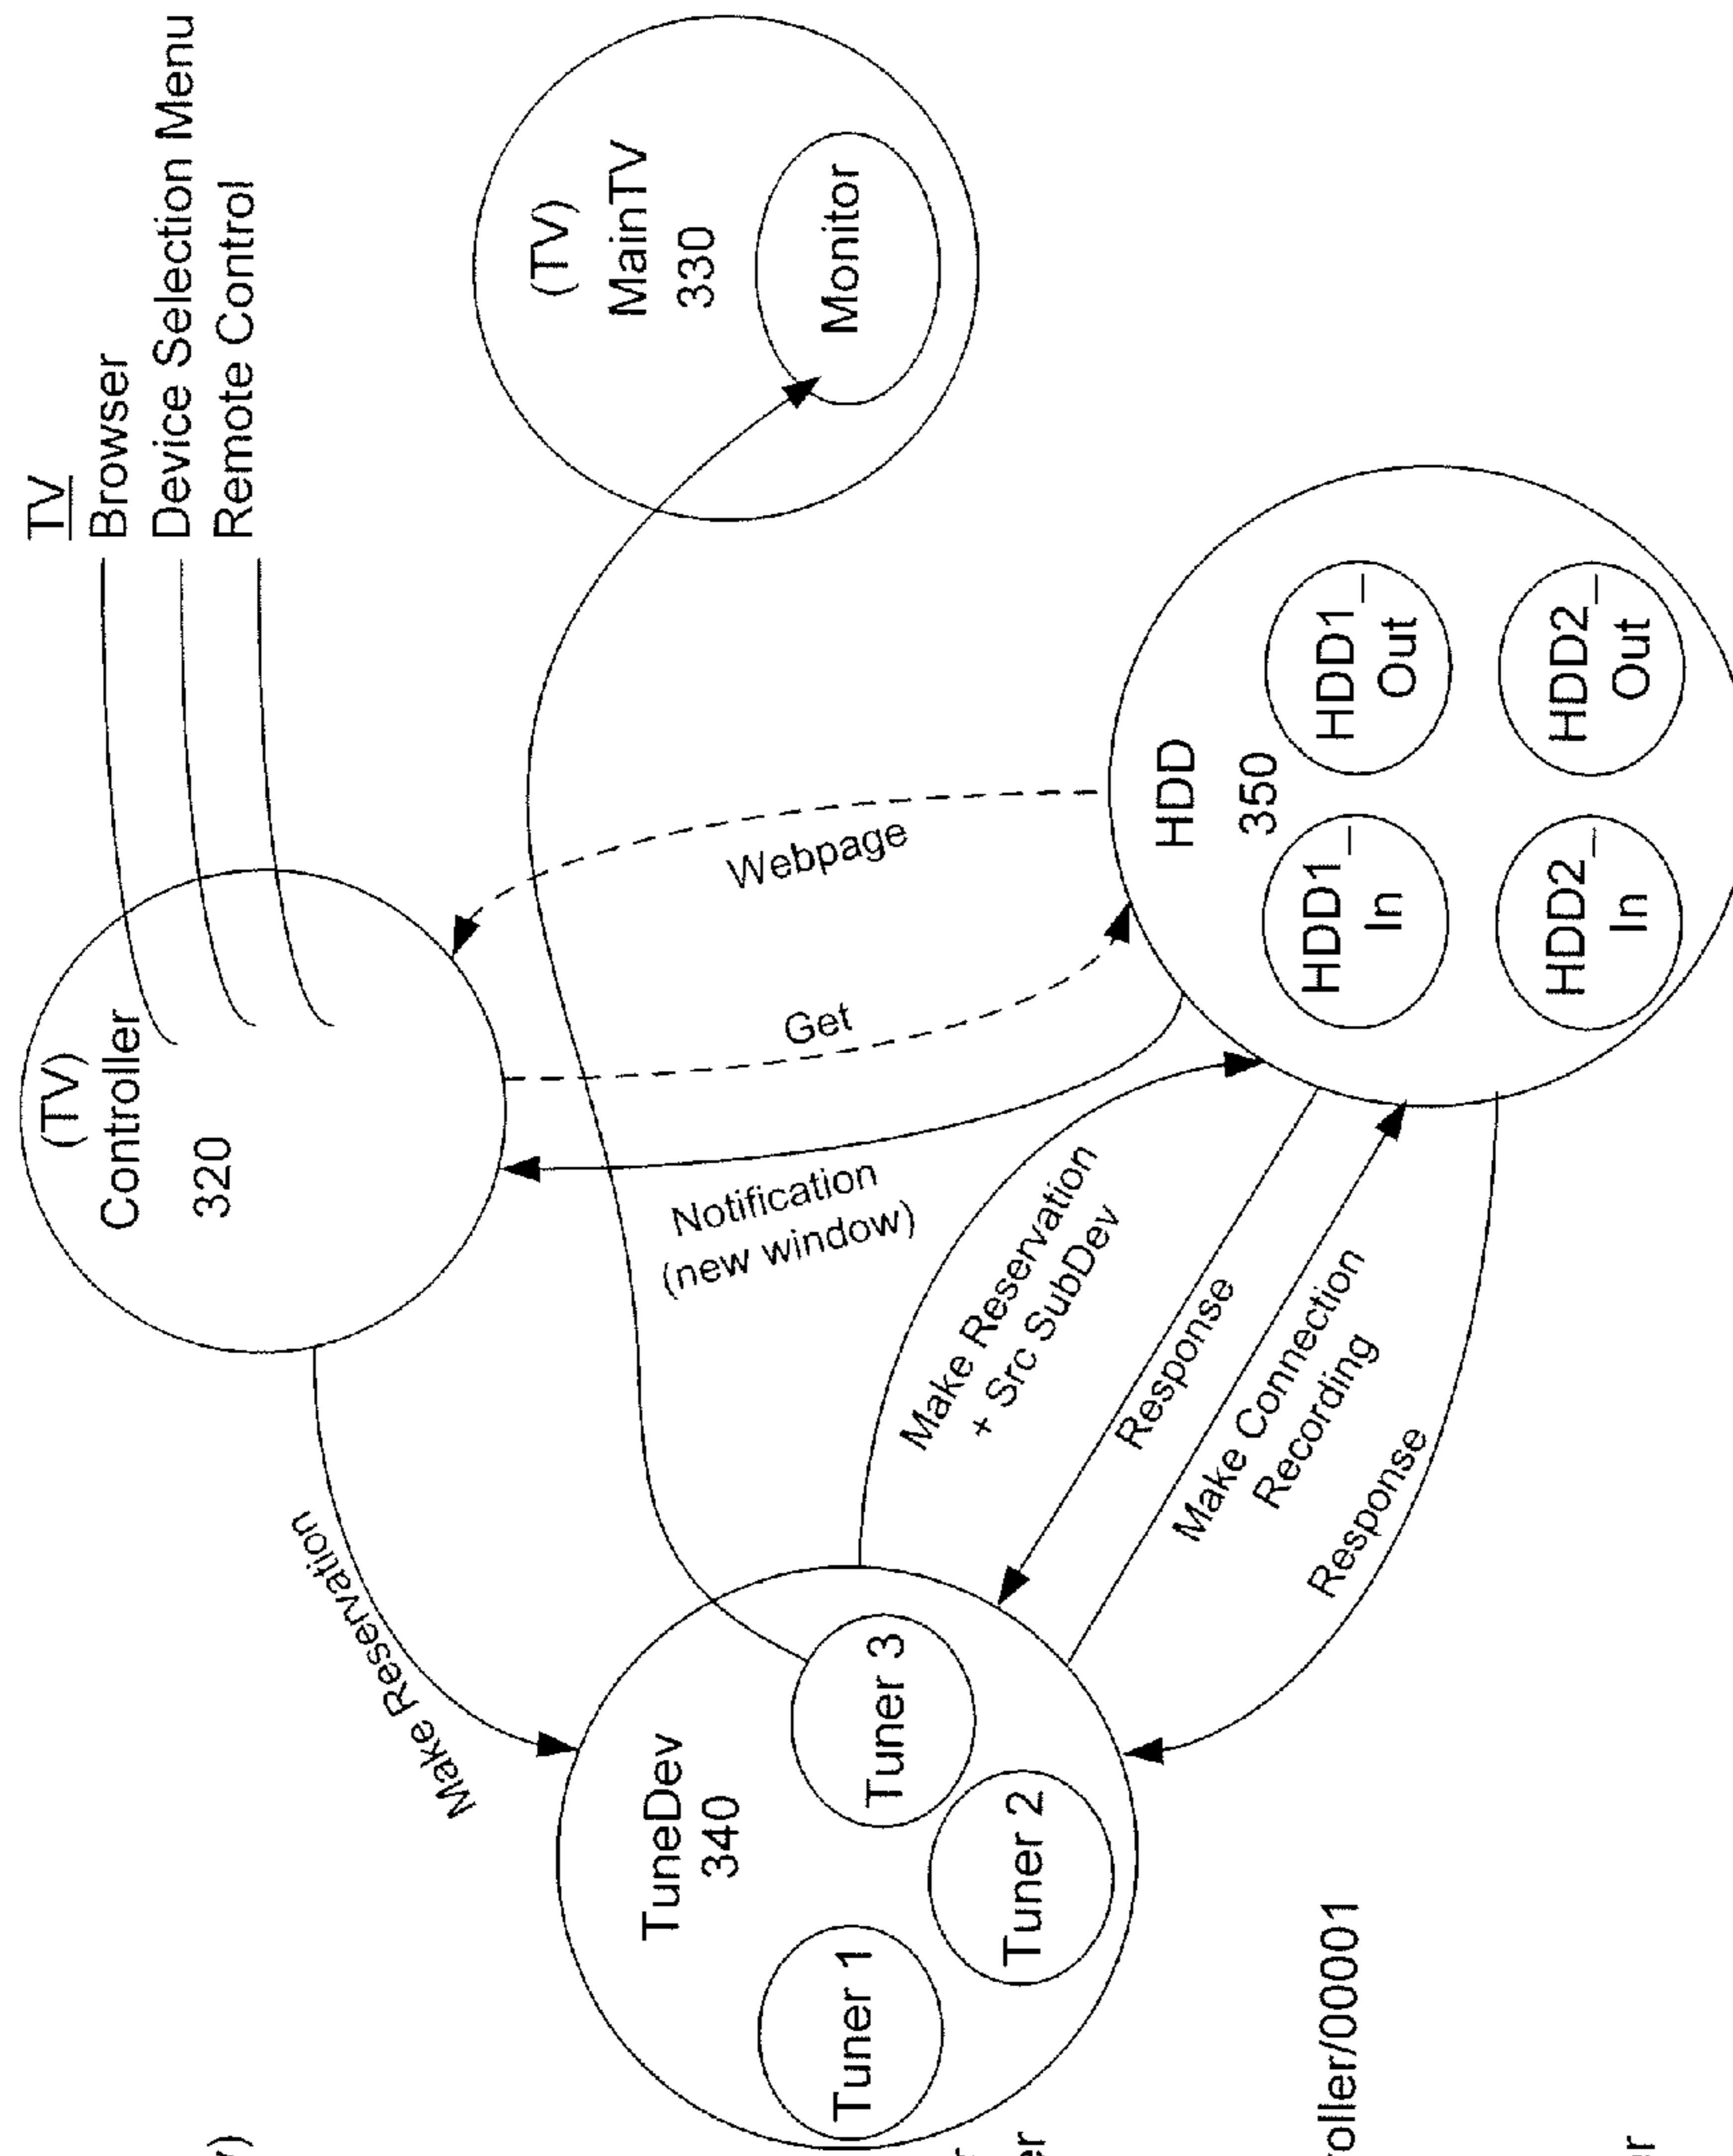 TV
Browser
Device Selection Menu
Remote Control
(TV)
Controller
320
(TV)
MainTV
330
Monitor
Make Reservation
Webpage
Get
Notification
(new window)
Make Reservation
+ Src SubDev
Response
Make Connection
Recording
Response
TuneDev
340
Tuner 1
Tuner 2
Tuner 3
HDD
350
HDD1_
In
HDD1_
Out
HDD2_
In
HDD2_
Out
roller/00001